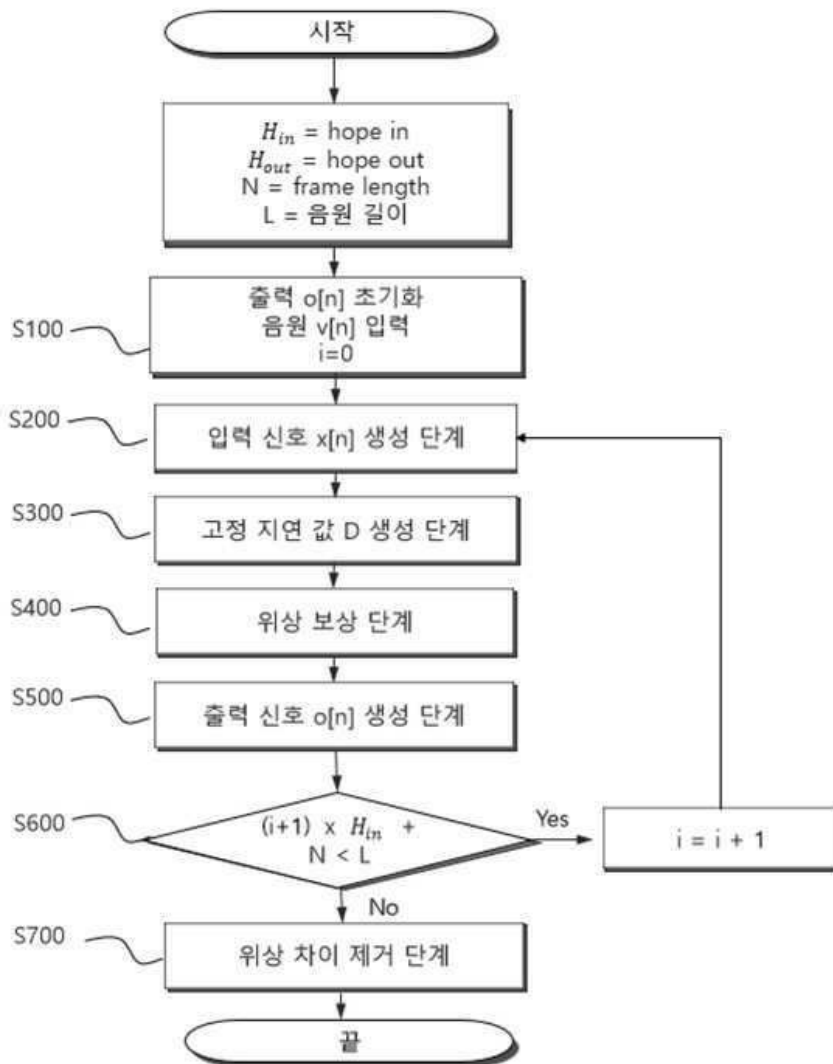 시작
H_in = hope in
H_out = hope out
N = frame length
L = 음원 길이
출력 o[n] 초기화
음원 v[n] 입력
i=0
S100
S200
입력 신호 x[n] 생성 단계
S300
고정 지연 값 D 생성 단계
S400
위상 보상 단계
S500
출력 신호 o[n] 생성 단계
S600
(i+1) x H_in +
N < L
Yes
i = i + 1
No
S700
위상 차이 제거 단계
끝